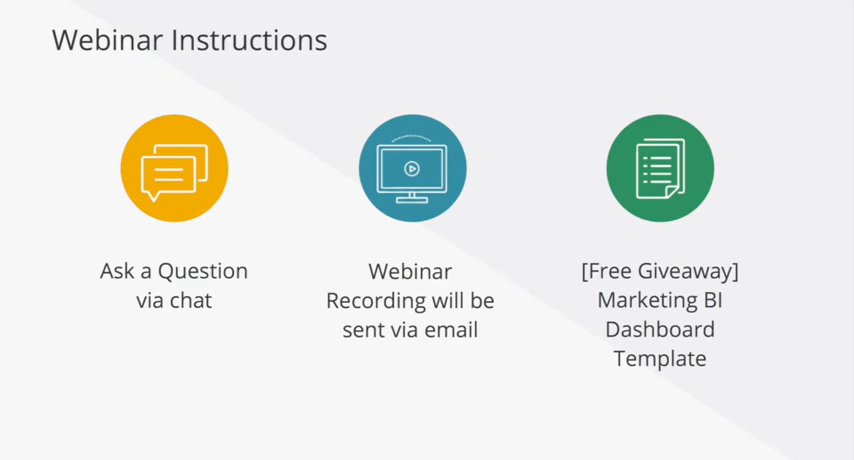 Webinar Instructions
Ask a Question
via chat
Webinar
Recording will be
sent via email
[Free Giveaway]
Marketing BI
Dashboard
Template